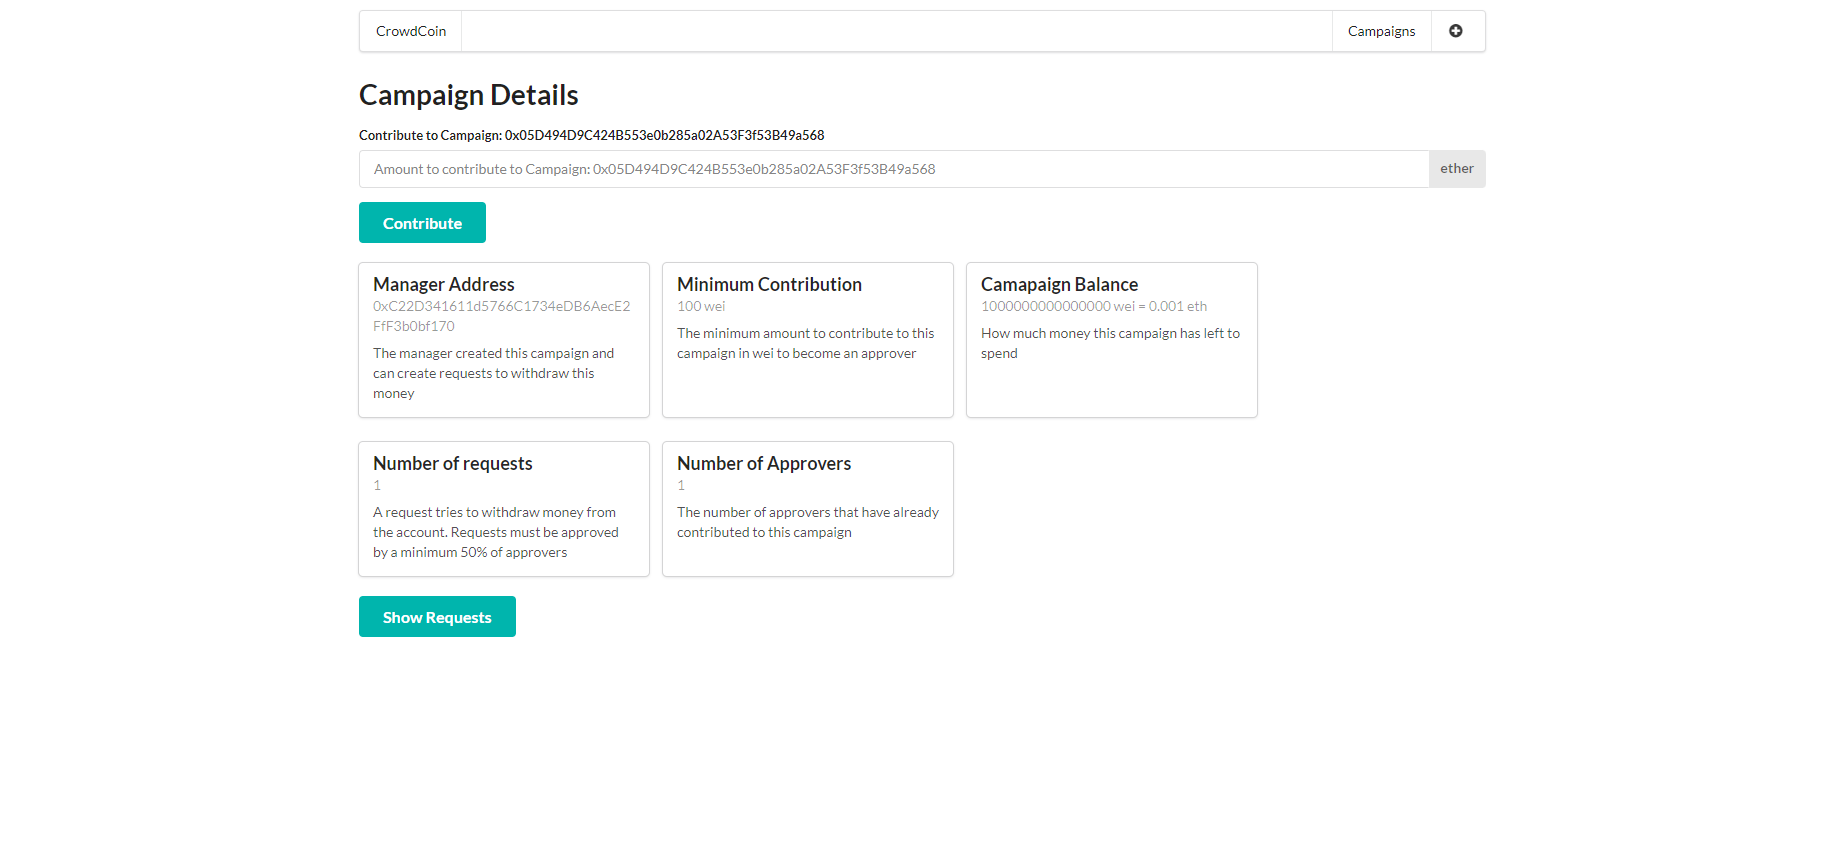 CrowdCoin
Campaigns
Campaign Details
Contribute to Campaign: 0x05D494D9C424B553e0b285a02A53F3f53B49a568
Amount to contribute to Campaign: 0x05D494D9C424B553e0b285a02A53F3f53B49a568
ether
Contribute
Manager Address
0xC22D341611d5766C1734eDB6AecE2
FfF3b0bf170
The manager created this campaign and
can create requests to withdraw this
money
Minimum Contribution
100 wei
The minimum amount to contribute to this
campaign in wei to become an approver
Camapaign Balance
1000000000000000 wei = 0.001 eth
How much money this campaign has left to
spend
Number of requests
1
A request tries to withdraw money from
the account. Requests must be approved
by a minimum 50% of approvers
Number of Approvers
1
The number of approvers that have already
contributed to this campaign
Show Requests